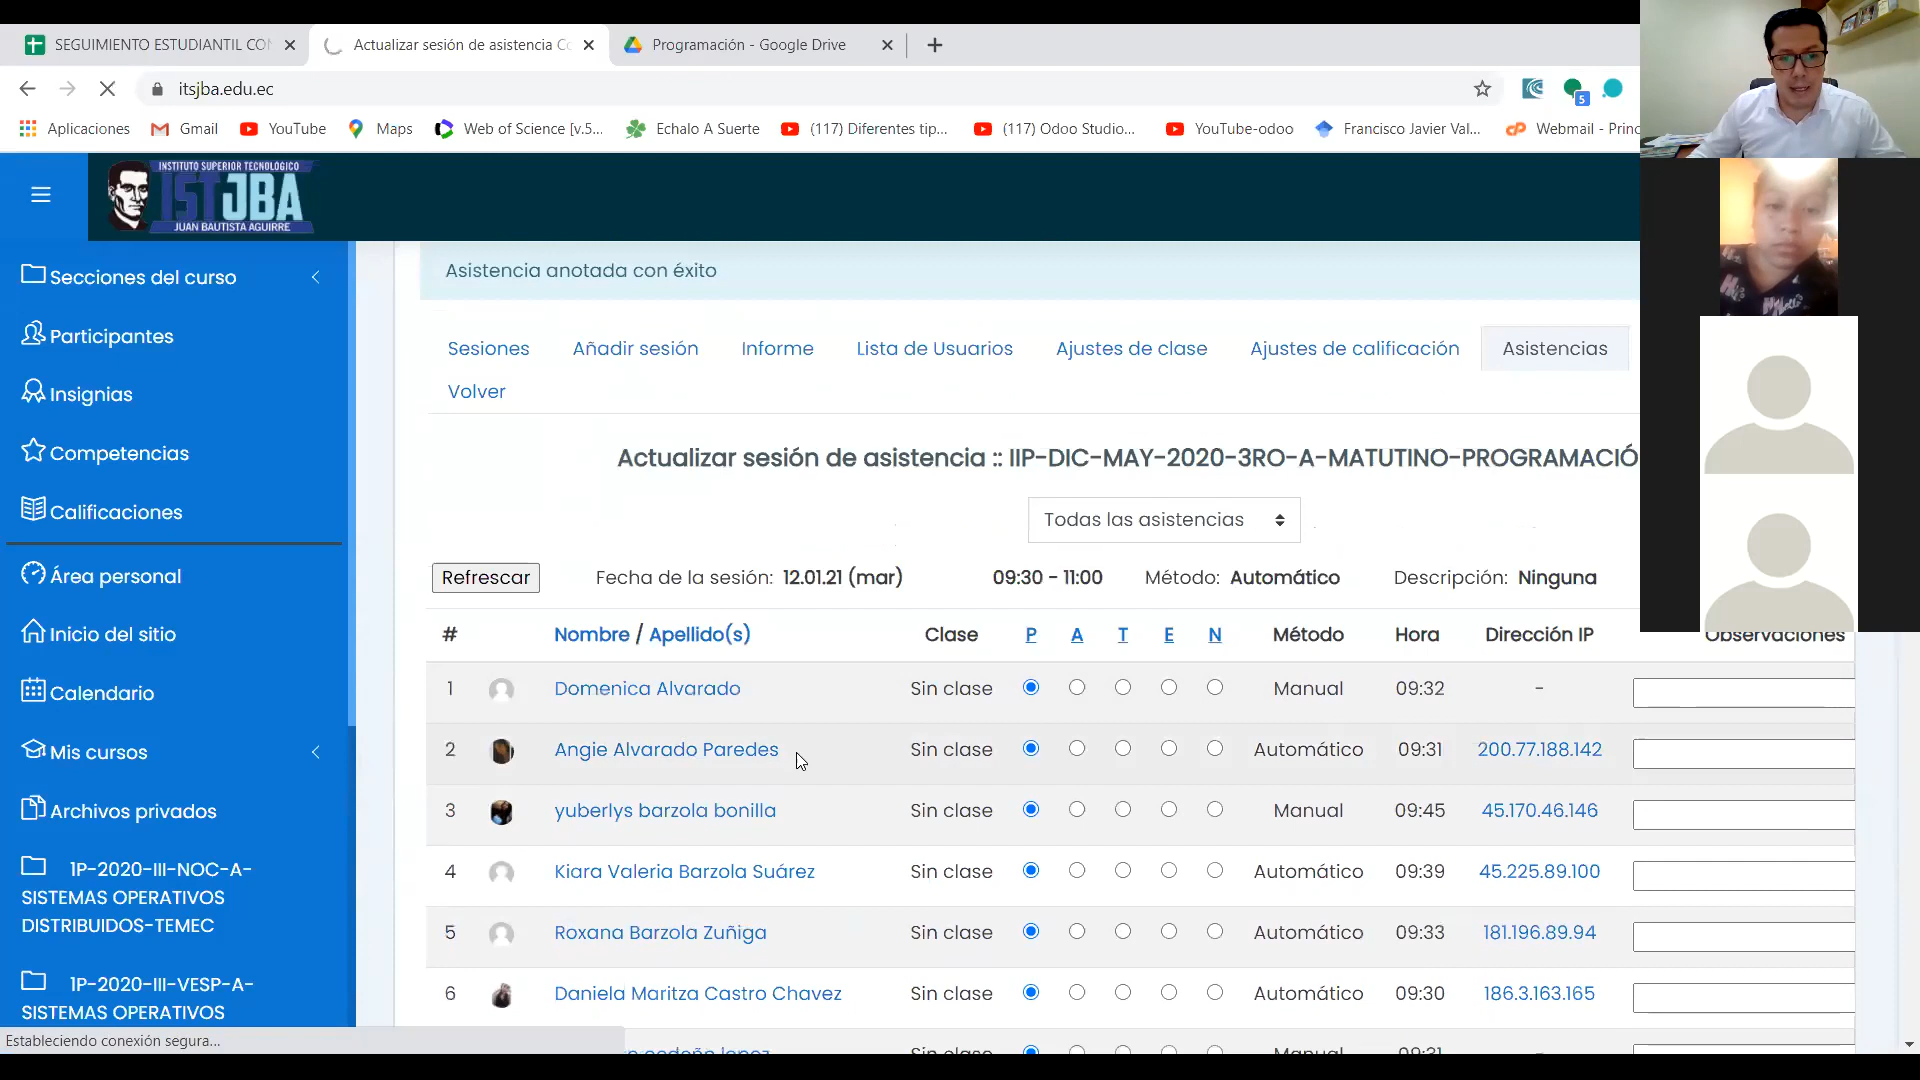 SEGUIMIENTO ESTUDIANTIL CON
Actualizar sesión de asistencia Co
Programación - Google Drive
itsjba.edu.ec
5
Aplicaciones
Gmail
YouTube
Maps
Web of Science [v.5...
Echalo A Suerte
(117) Diferentes tip...
(117) Odoo Studio...
YouTube-odoo
Francisco Javier Val...
Webmail - Princ
INSTITUTO SUPERIOR TECNOLÓGICO
ISTJBA
JUAN BAUTISTA AGUIRRE
Secciones del curso
Participantes
Insignias
Competencias
Calificaciones
Área personal
Inicio del sitio
Calendario
Mis cursos
Archivos privados
1P-2020-III-NOC-A-
SISTEMAS OPERATIVOS
DISTRIBUIDOS-TEMEC
1P-2020-III-VESP-A-
SISTEMAS OPERATIVOS
Estableciendo conexión segura...
Asistencia anotada con éxito
Sesiones Añadir sesión Informe Lista de Usuarios Ajustes de clase Ajustes de calificación Asistencias
Volver
Actualizar sesión de asistencia :: IIP-DIC-MAY-2020-3RO-A-MATUTINO-PROGRAMACIÓ
Todas las asistencias
Refrescar Fecha de la sesión: 12.01.21 (mar) 09:30 - 11:00 Método: Automático Descripción: Ninguna
# Nombre / Apellido(s) Clase P A T E N Método Hora Dirección IP Observaciones
1 Domenica Alvarado Sin clase Manual 09:32 -
2 Angie Alvarado Paredes Sin clase Automático 09:31 200.77.188.142
3 yuberlys barzola bonilla Sin clase Manual 09:45 45.170.46.146
4 Kiara Valeria Barzola Suárez Sin clase Automático 09:39 45.225.89.100
5 Roxana Barzola Zuñiga Sin clase Automático 09:33 181.196.89.94
6 Daniela Maritza Castro Chavez Sin clase Automático 09:30 186.3.163.165
cedeño lopez Sin clase Manual 09:31 -